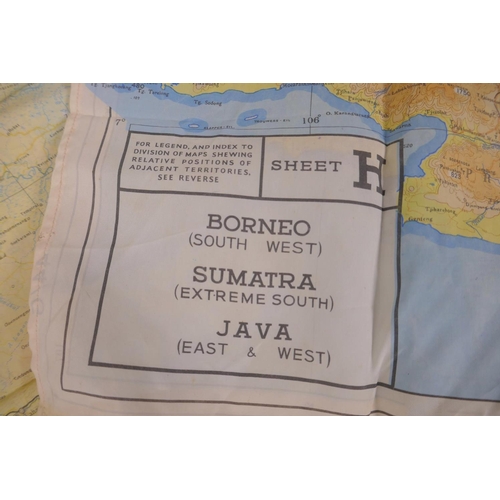 7°
106°
FOR LEGEND, AND INDEX TO
DIVISION OF MAPS SHEWING
RELATIVE POSITIONS OF
ADJACENT TERRITORIES,
SEE REVERSE
SHEET H
BORNEO
(SOUTH WEST)
SUMATRA
(EXTREME SOUTH)
JAVA
(EAST & WEST)